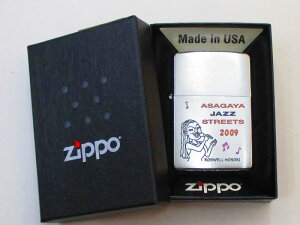 Made in USA
ASAGAYA
JAZZ
STREETS
2009
ROSWELL HOSOKI
zippo
zippo